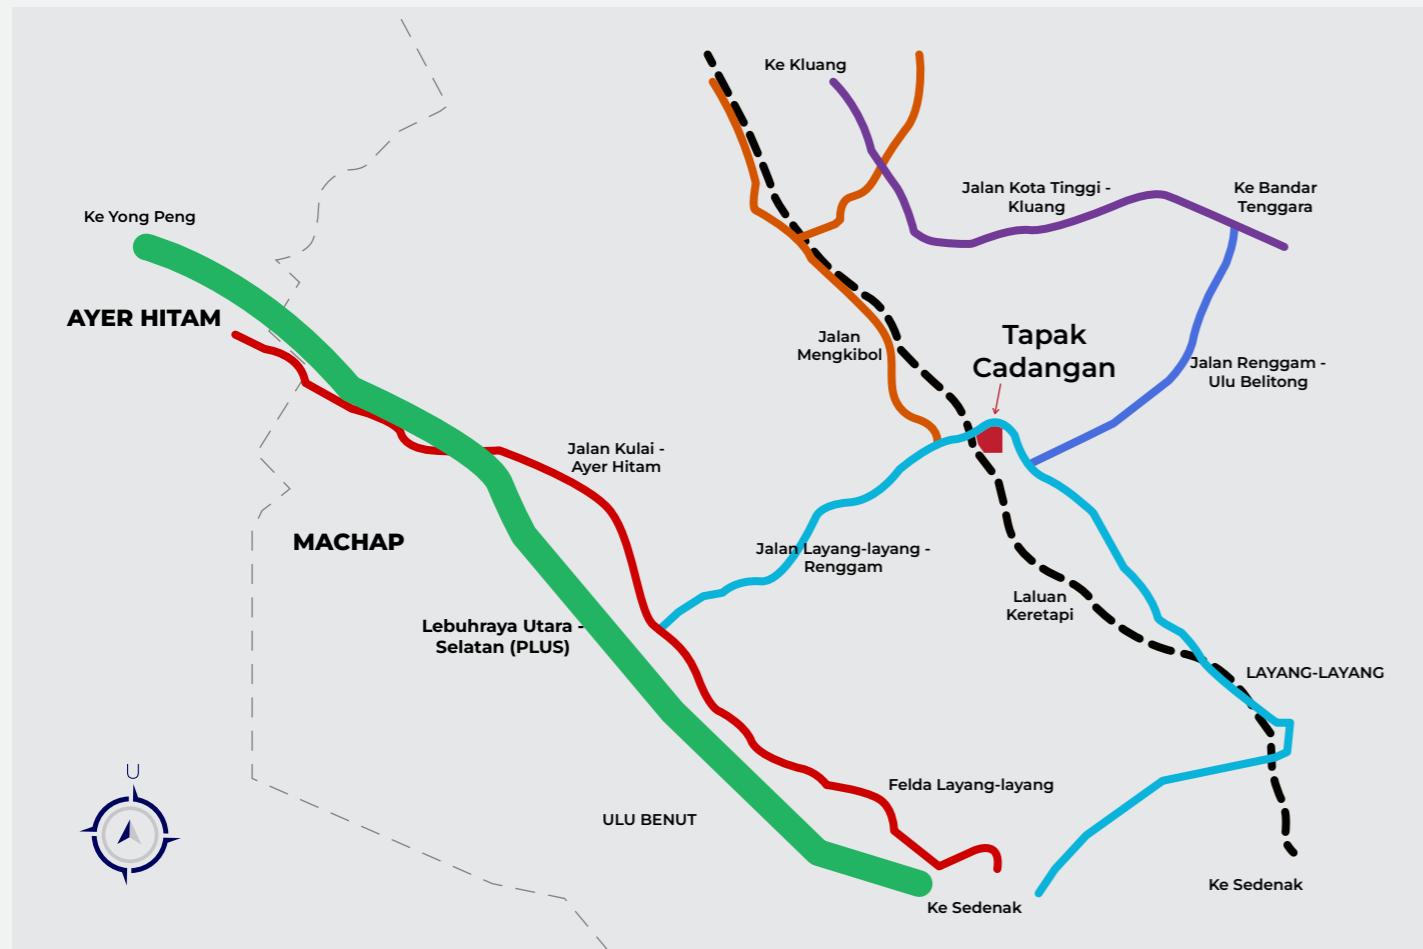 Ke Kluang
Jalan Kota Tinggi -
Kluang
Ke Bandar
Tenggara
Ke Yong Peng
AYER HITAM
Jalan
Mengkibol
Tapak
Cadangan
Jalan Renggam -
Ulu Belitong
Jalan Kulai -
Ayer Hitam
MACHAP
Jalan Layang-layang -
Renggam
Laluan
Keretapi
Lebuhraya Utara -
Selatan (PLUS)
LAYANG-LAYANG
U
Felda Layang-layang
ULU BENUT
Ke Sedenak
Ke Sedenak